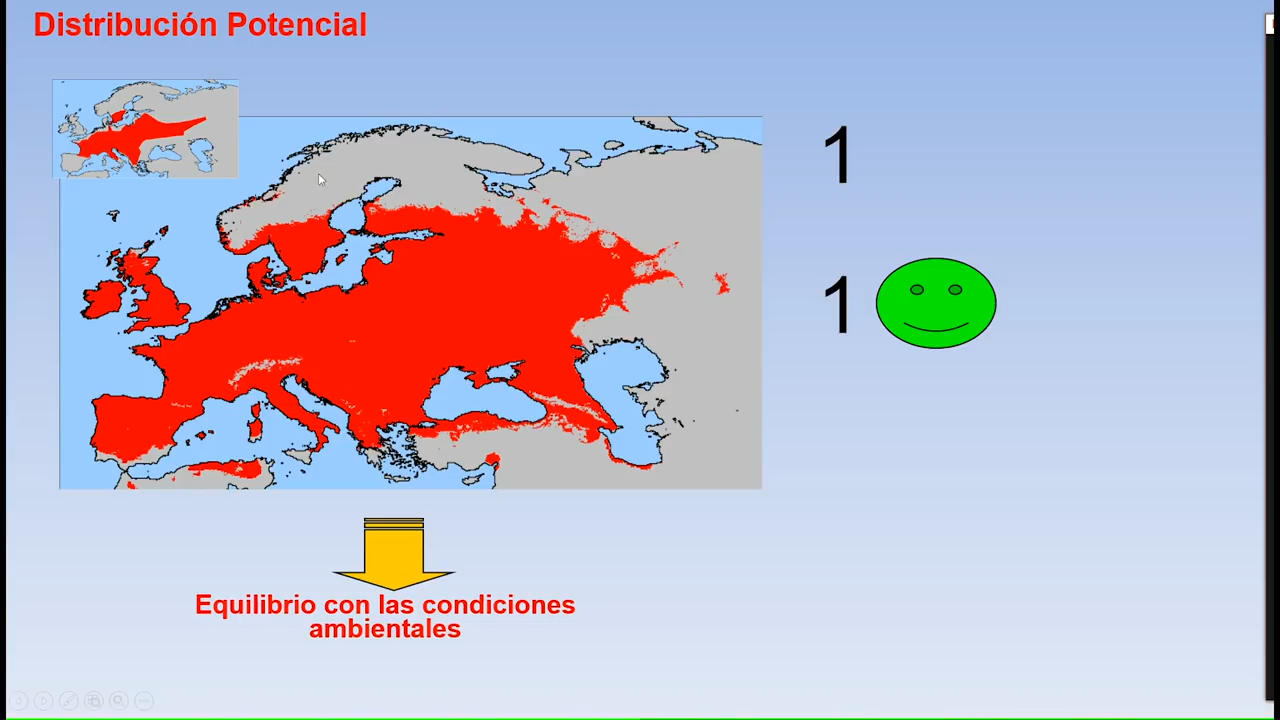 Distribución Potencial
1
1
Equilibrio con las condiciones
ambientales